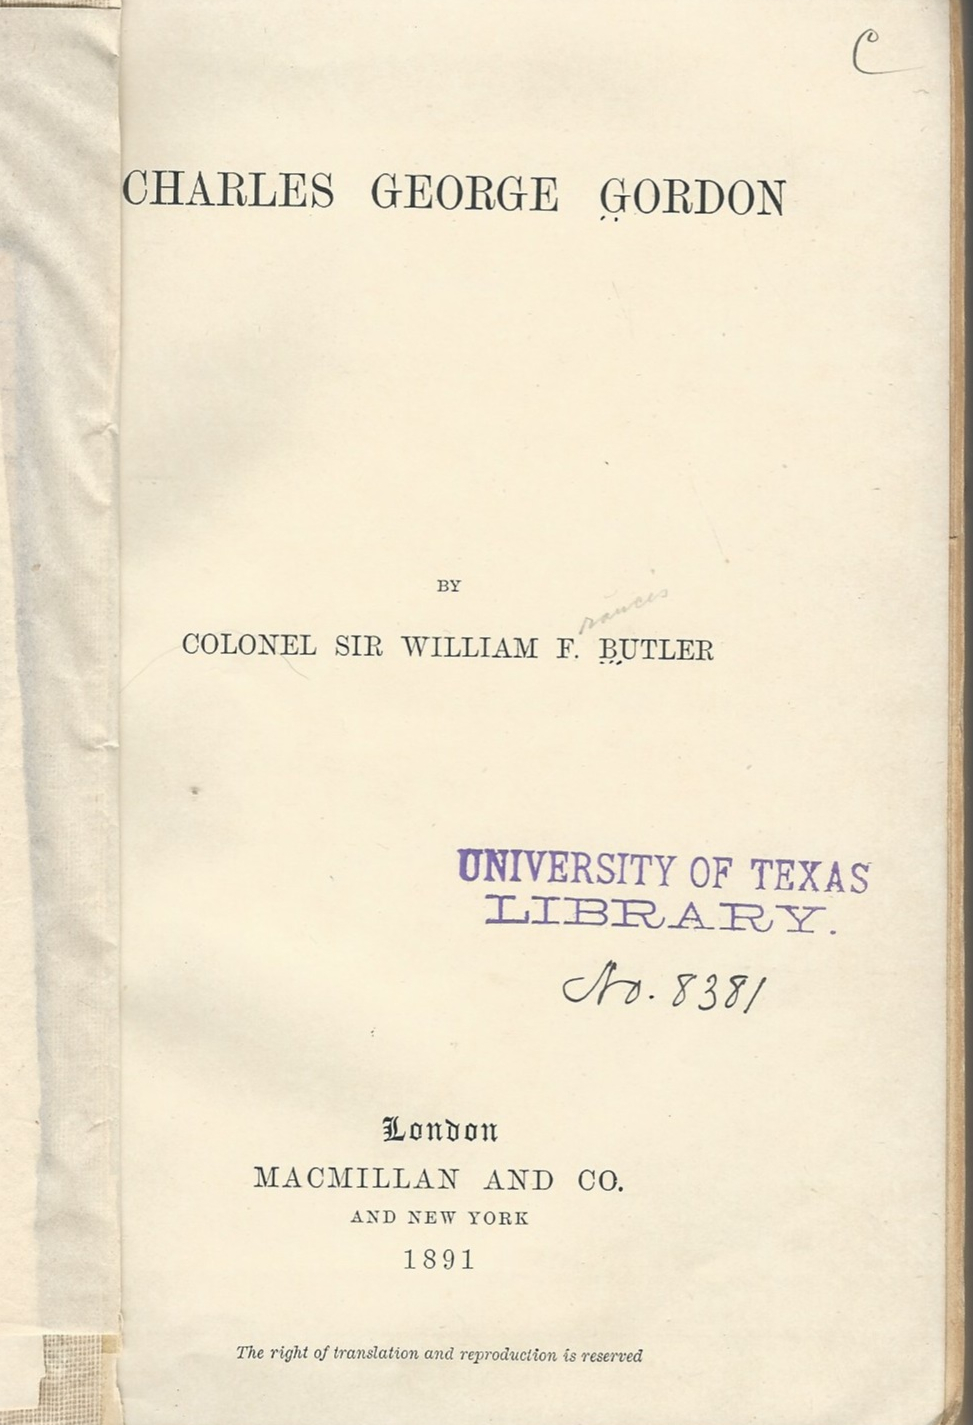 C
CHARLES GEORGE GORDON
BY
rancis
COLONEL SIR WILLIAM F. BUTLER
UNIVERSITY OF TEXAS
LIBRARY.
No. 8381
London
MACMILLAN AND CO.
AND NEW YORK
1891
The right of translation and reproduction is reserved